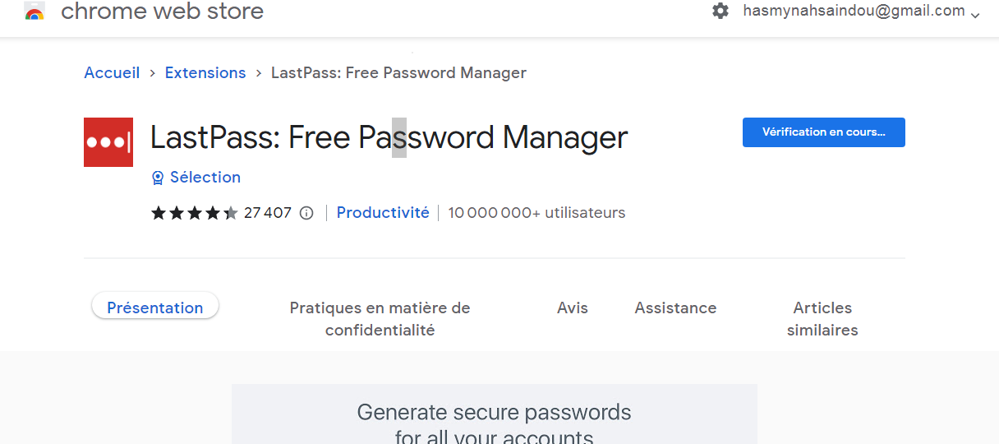 chrome web store
hasmynahsaindou@gmail.com
Accueil > Extensions > LastPass: Free Password Manager
LastPass: Free Password Manager
Vérification en cours...
Sélection
27 407 | Productivité | 10 000 000+ utilisateurs
Présentation
Pratiques en matière de
confidentialité
Avis
Assistance
Articles
similaires
Generate secure passwords
for all your accounts